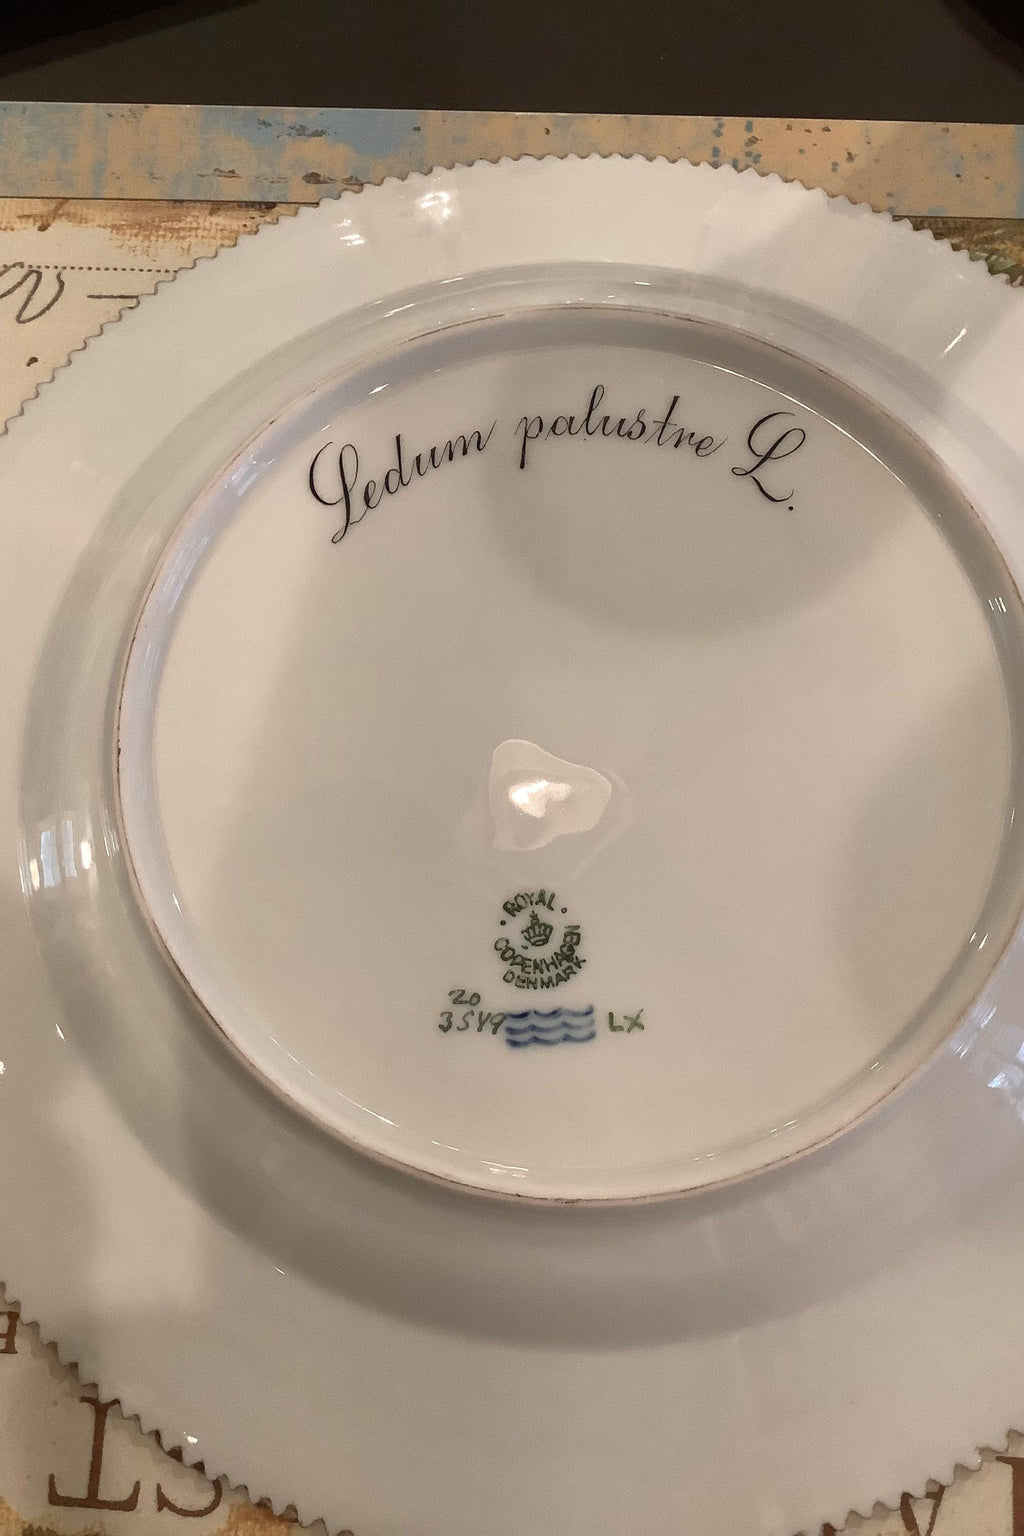 Ledum palustre L.
ROYAL
COPENHAGEN
DENMARK
20
3549 LX